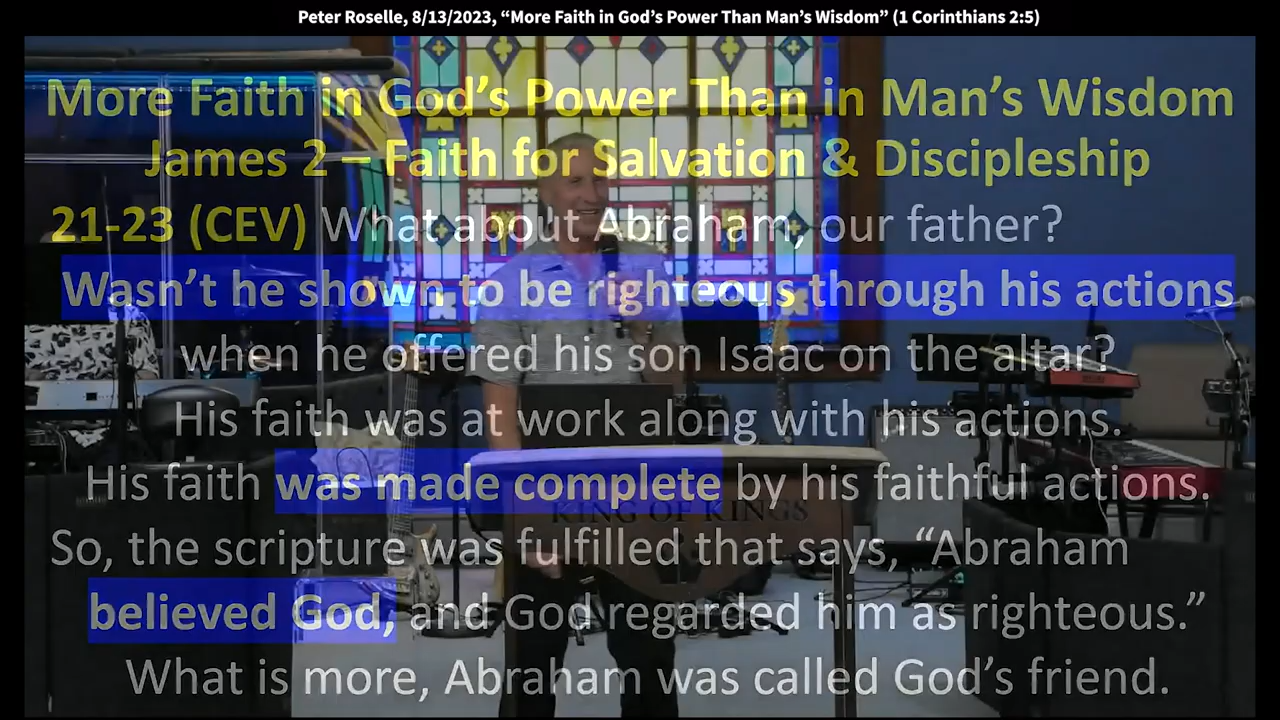 Peter Roselle, 8/13/2023, “More Faith in God’s Power Than Man’s Wisdom” (1 Corinthians 2:5)
More Faith in God’s Power Than in Man’s Wisdom
James 2 – Faith for Salvation & Discipleship
21-23 (CEV) What about Abraham, our father?
Wasn’t he shown to be righteous through his actions
when he offered his son Isaac on the altar?
His faith was at work along with his actions.
His faith was made complete by his faithful actions.
KING OF KINGS
So, the scripture was fulfilled that says, “Abraham
believed God, and God regarded him as righteous.”
What is more, Abraham was called God’s friend.